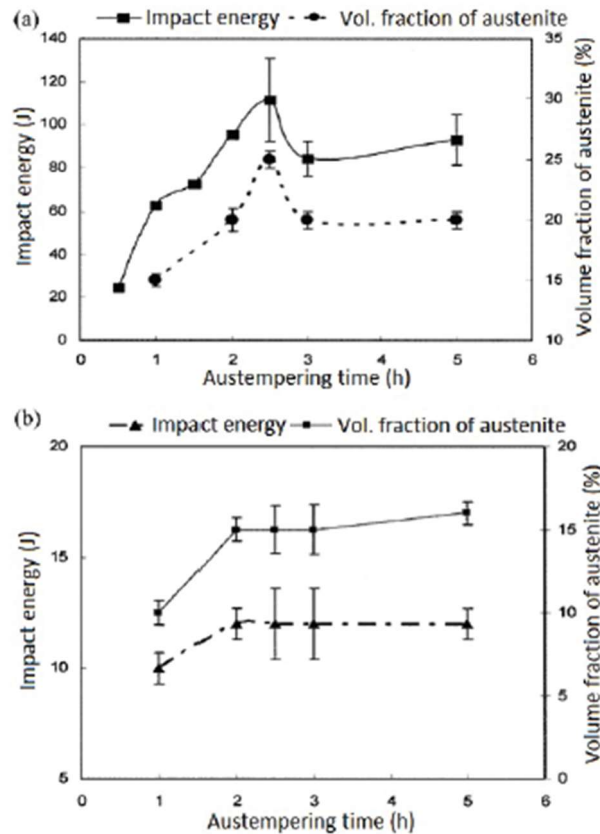 (a)
Impact energy Vol. fraction of austenite
140
120
100
80
60
40
20
0
Impact energy (J)
35
30
25
20
15
10
Volume fraction of austenite (%)
0 1 2 3 4 5 6
Austempering time (h)
(b)
Impact energy Vol. fraction of austenite
20
17
15
12
10
7
5
Impact energy (J)
20
15
10
5
0
Volume fraction of austenite (%)
0 1 2 3 4 5 6
Austempering time (h)